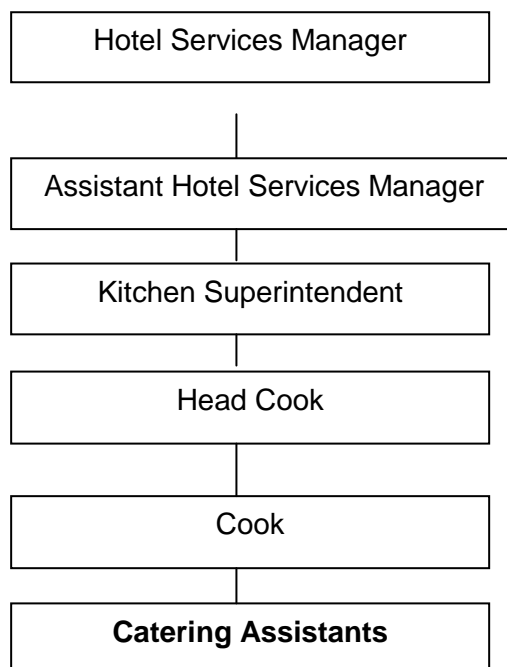 Hotel Services Manager
Assistant Hotel Services Manager
Kitchen Superintendent
Head Cook
Cook
Catering Assistants